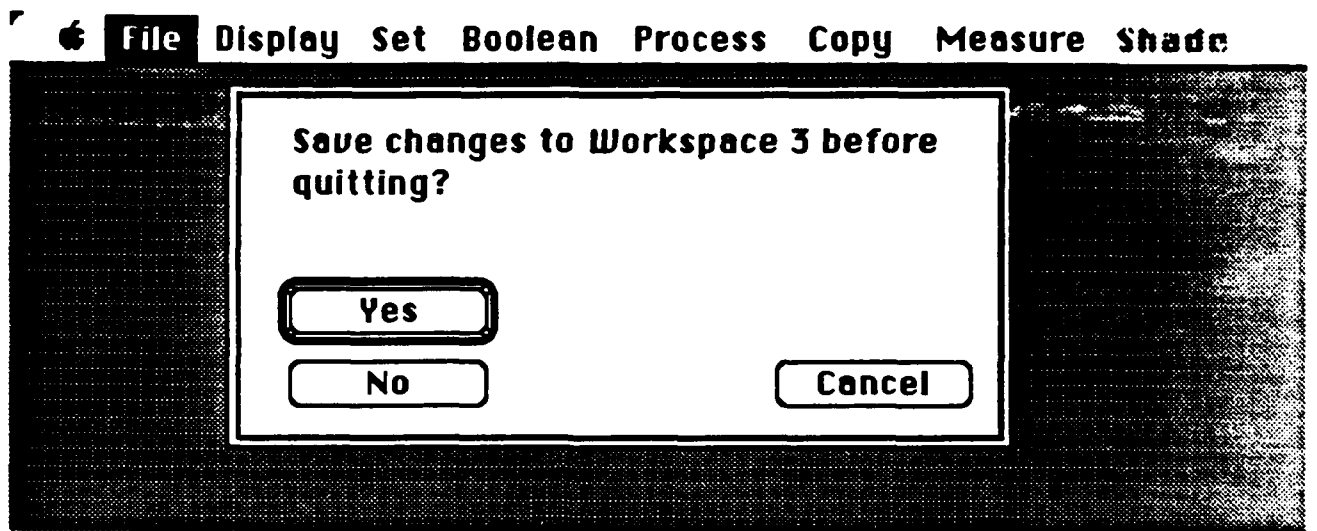 File Display Set Boolean Process Copy Measure Shade
Save changes to Workspace 3 before
quitting?
Yes
No Cancel